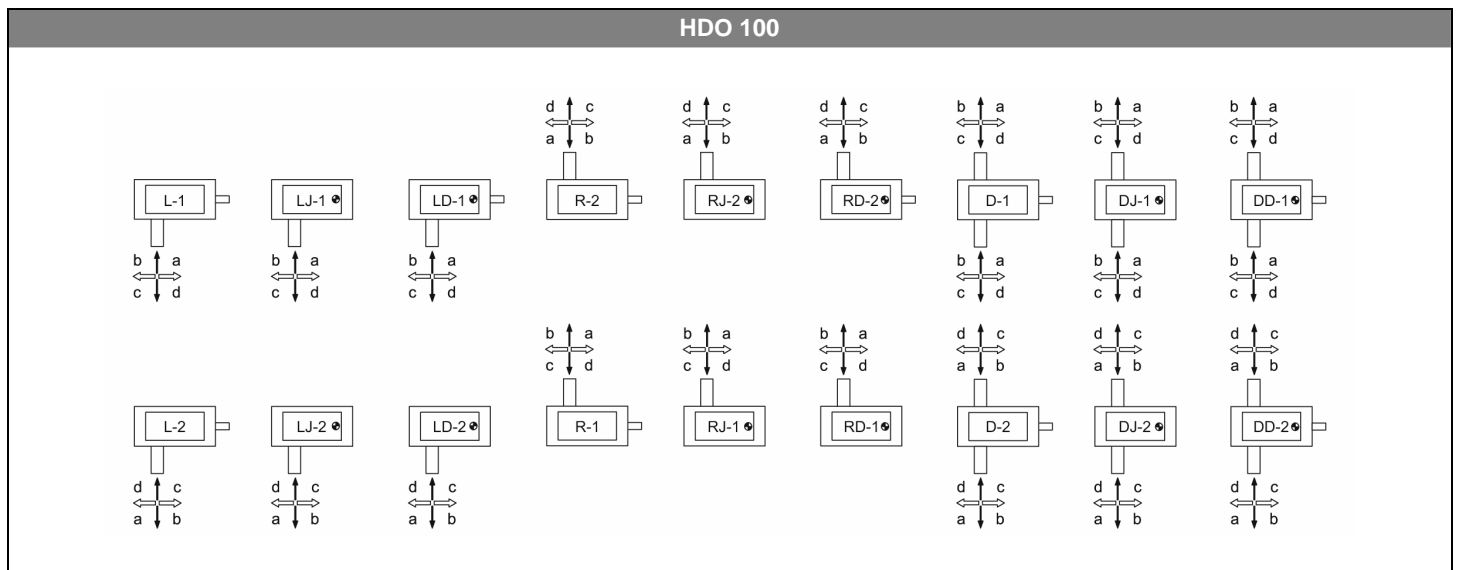 HDO 100
d c d c d c b a b a b a
a b a b a b c d c d c d
L-1 LJ-1 LD-1 R-2 RJ-2 RD-2 D-1 DJ-1 DD-1
b a b a b a b a b a b a
c d c d c d c d c d c d
b a b a b a d c d c d c
c d c d c d a b a b a b
L-2 LJ-2 LD-2 R-1 RJ-1 RD-1 D-2 DJ-2 DD-2
d c d c d c d c d c d c
a b a b a b a b a b a b